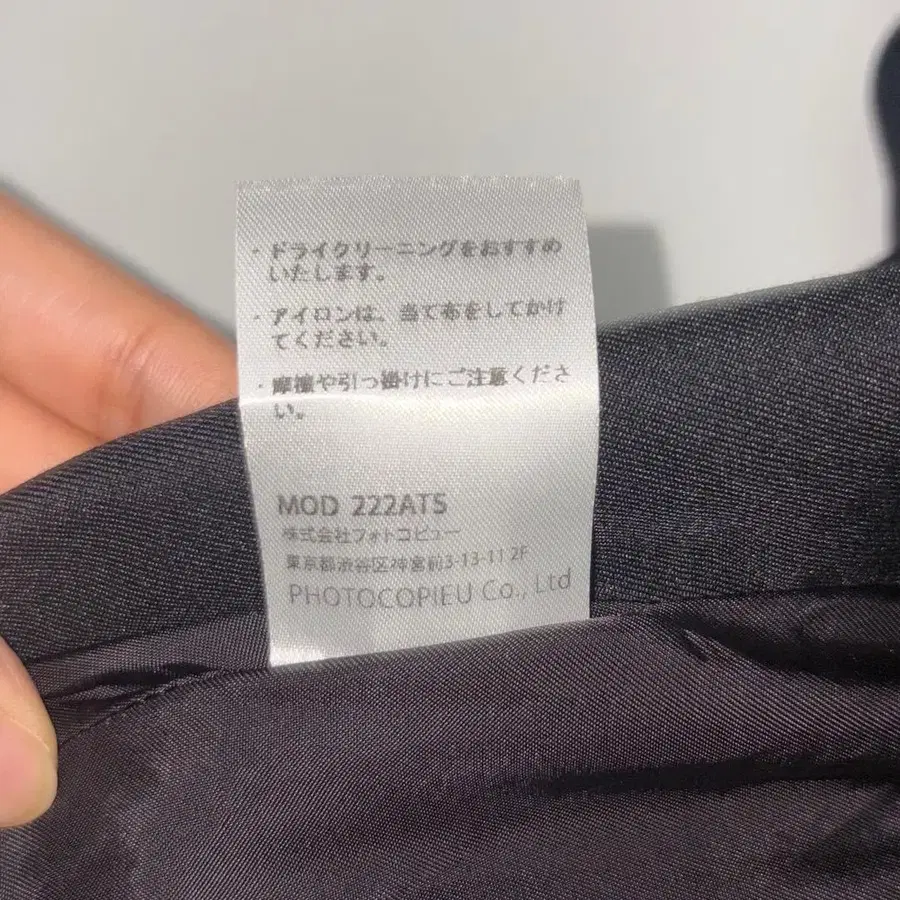 ・ドライクリーニングをおすすめ
いたします。
・アイロンは、当て布をしてかけ
てください。
・摩擦や引っ掛けにご注意くださ
い。
MOD 222ATS
株式会社フォトコピュー
東京都渋谷区神宮前3-13-11 2F
PHOTOCOPIEU Co., Ltd